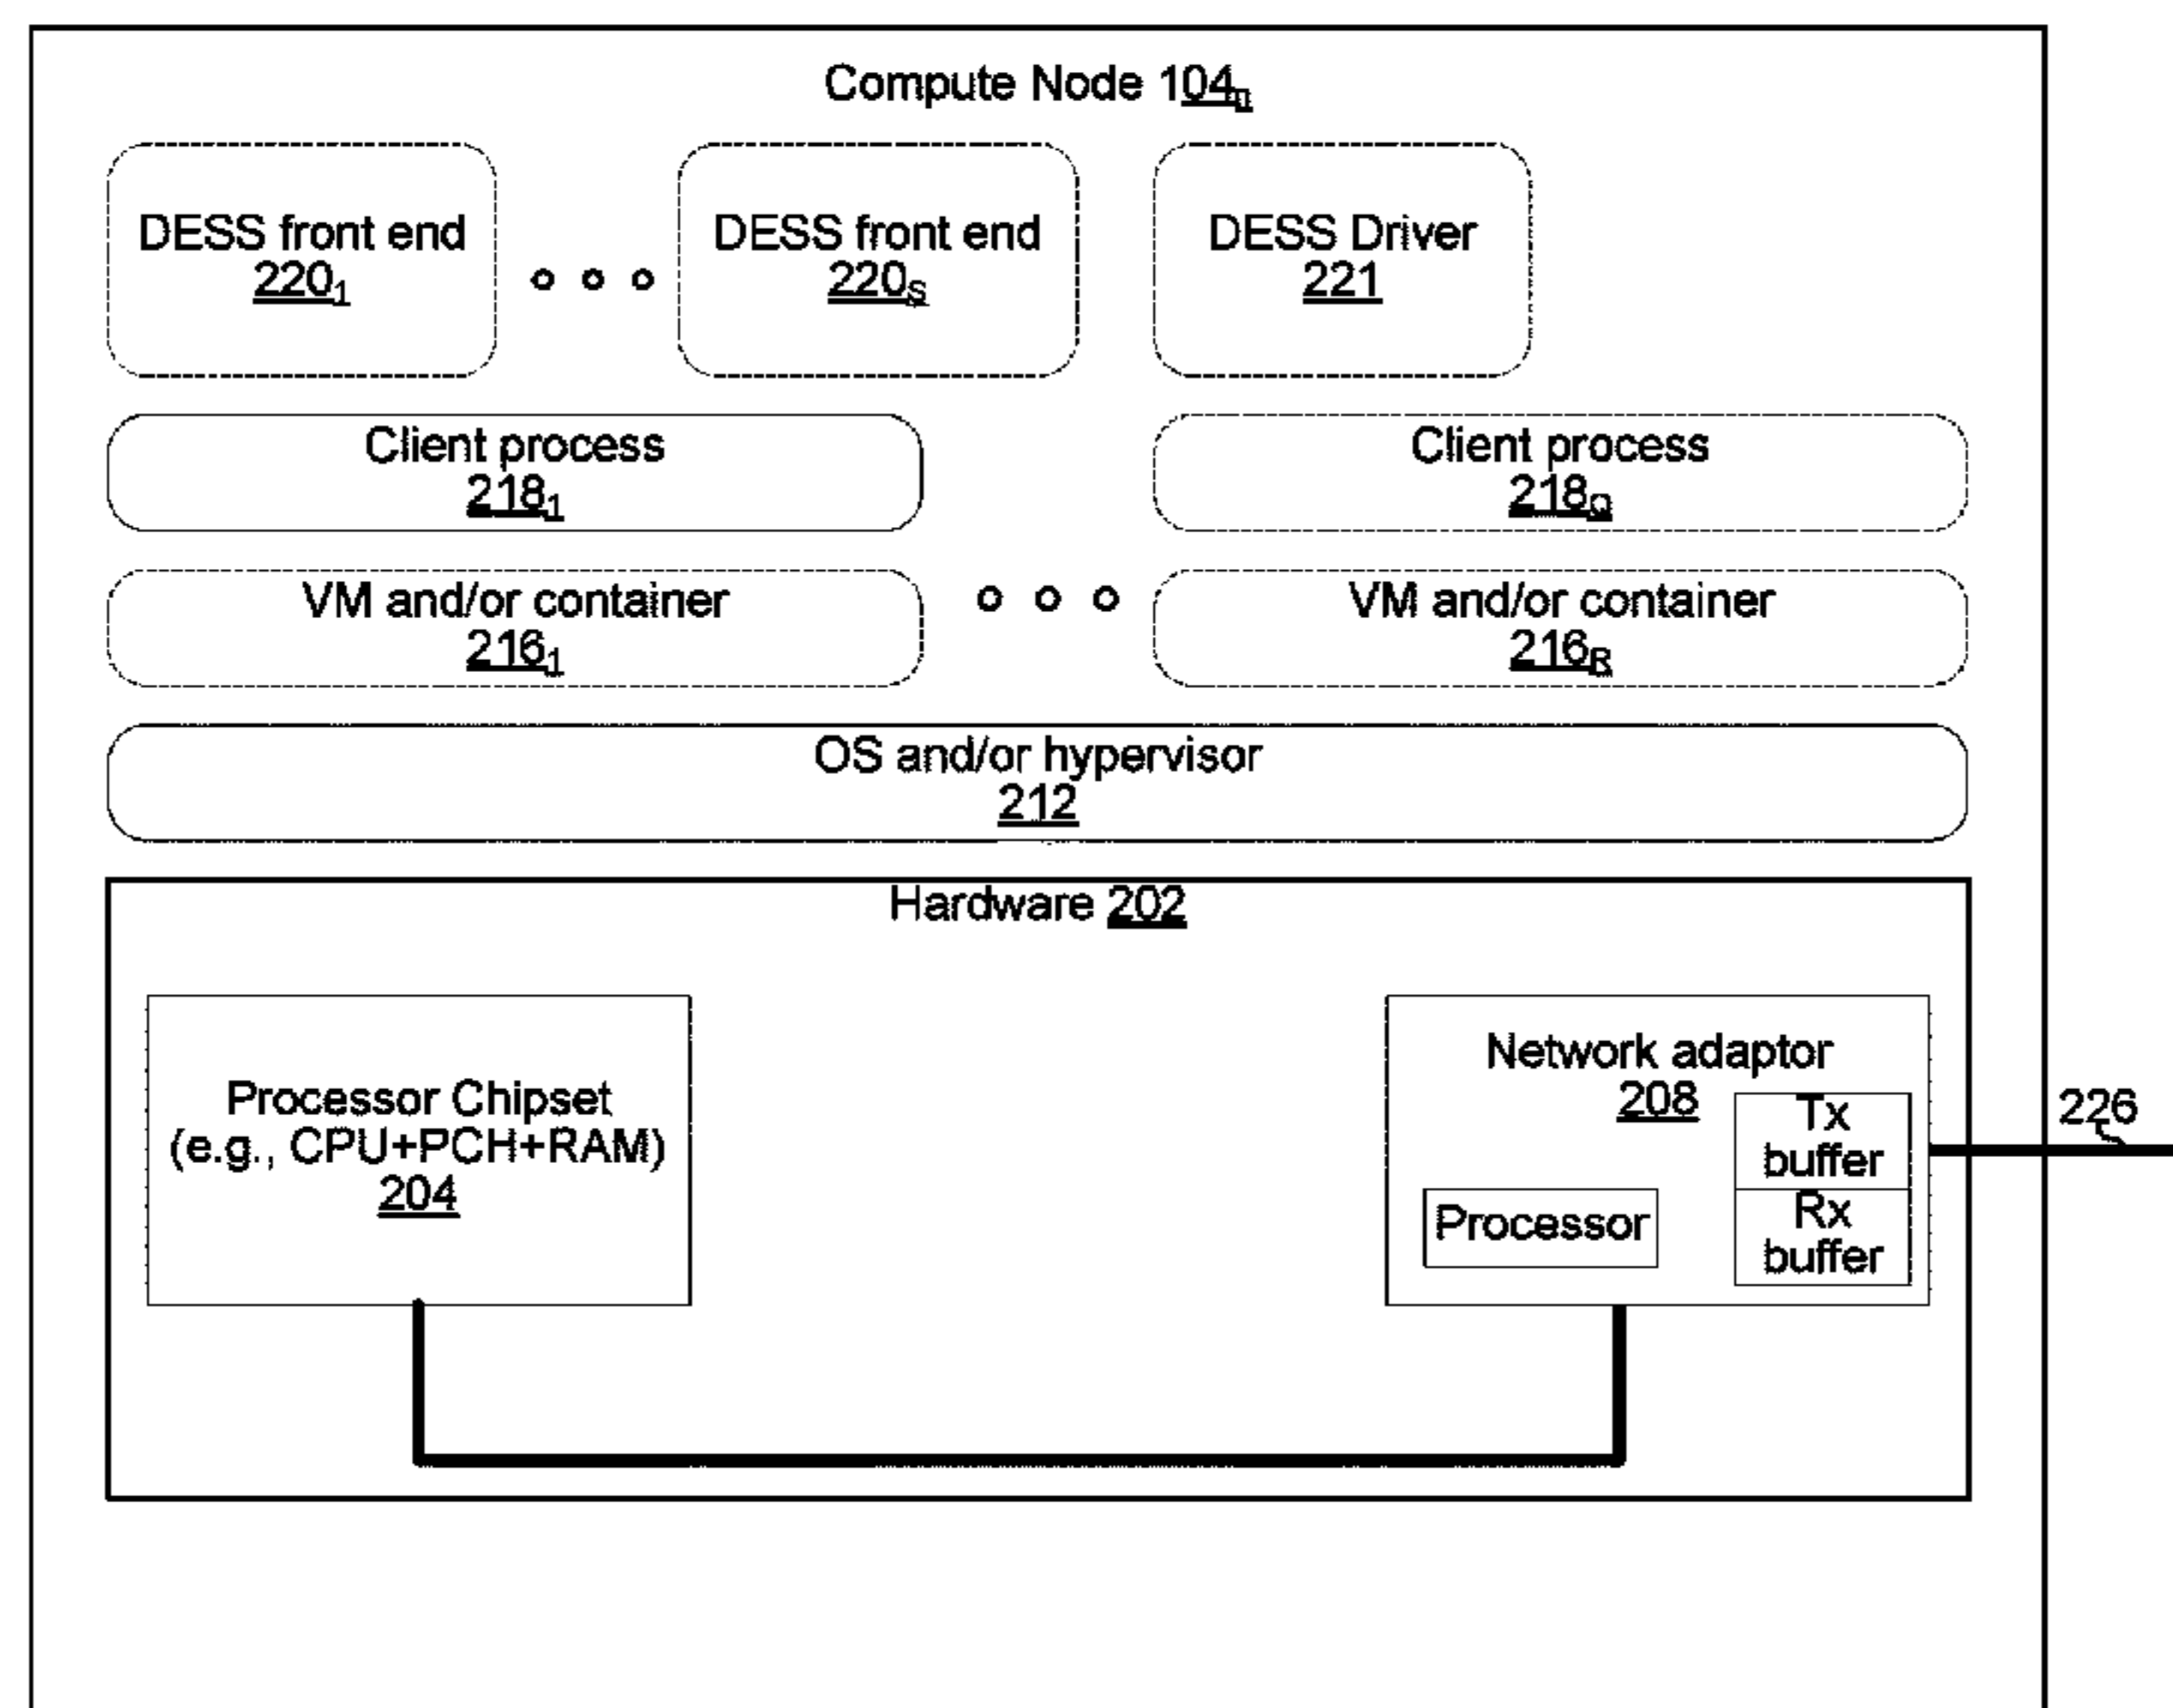 Compute Node 104n
DESS front end
220₁
DESS front end
220S
DESS Driver
221
Client process
218₁
Client process
218Q
VM and/or container
216₁
VM and/or container
216R
OS and/or hypervisor
212
Hardware 202
Processor Chipset
(e.g., CPU+PCH+RAM)
204
Network adaptor
208
Tx
buffer
Rx
buffer
Processor
226